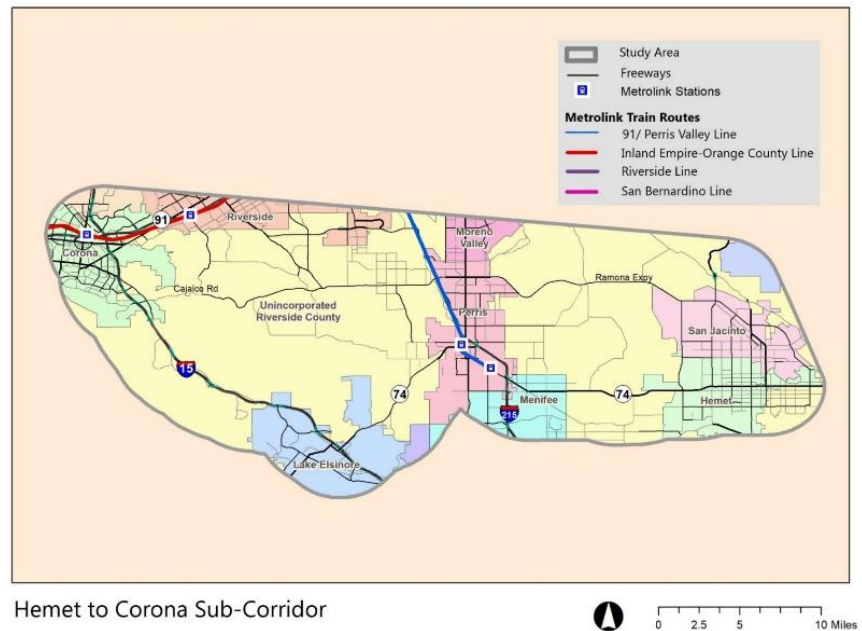 Study Area
Freeways
Metrolink Stations
Metrolink Train Routes
91/ Perris Valley Line
Inland Empire-Orange County Line
Riverside Line
San Bernardino Line
91
Riverside
Corona
Moreno
Valley
Cajalco Rd
Ramona Expy
Unincorporated
Riverside County
Perris
San Jacinto
15
74
Menifee
74
Hemet
215
Lake Elsinore
Hemet to Corona Sub-Corridor
0 2.5 5 10 Miles